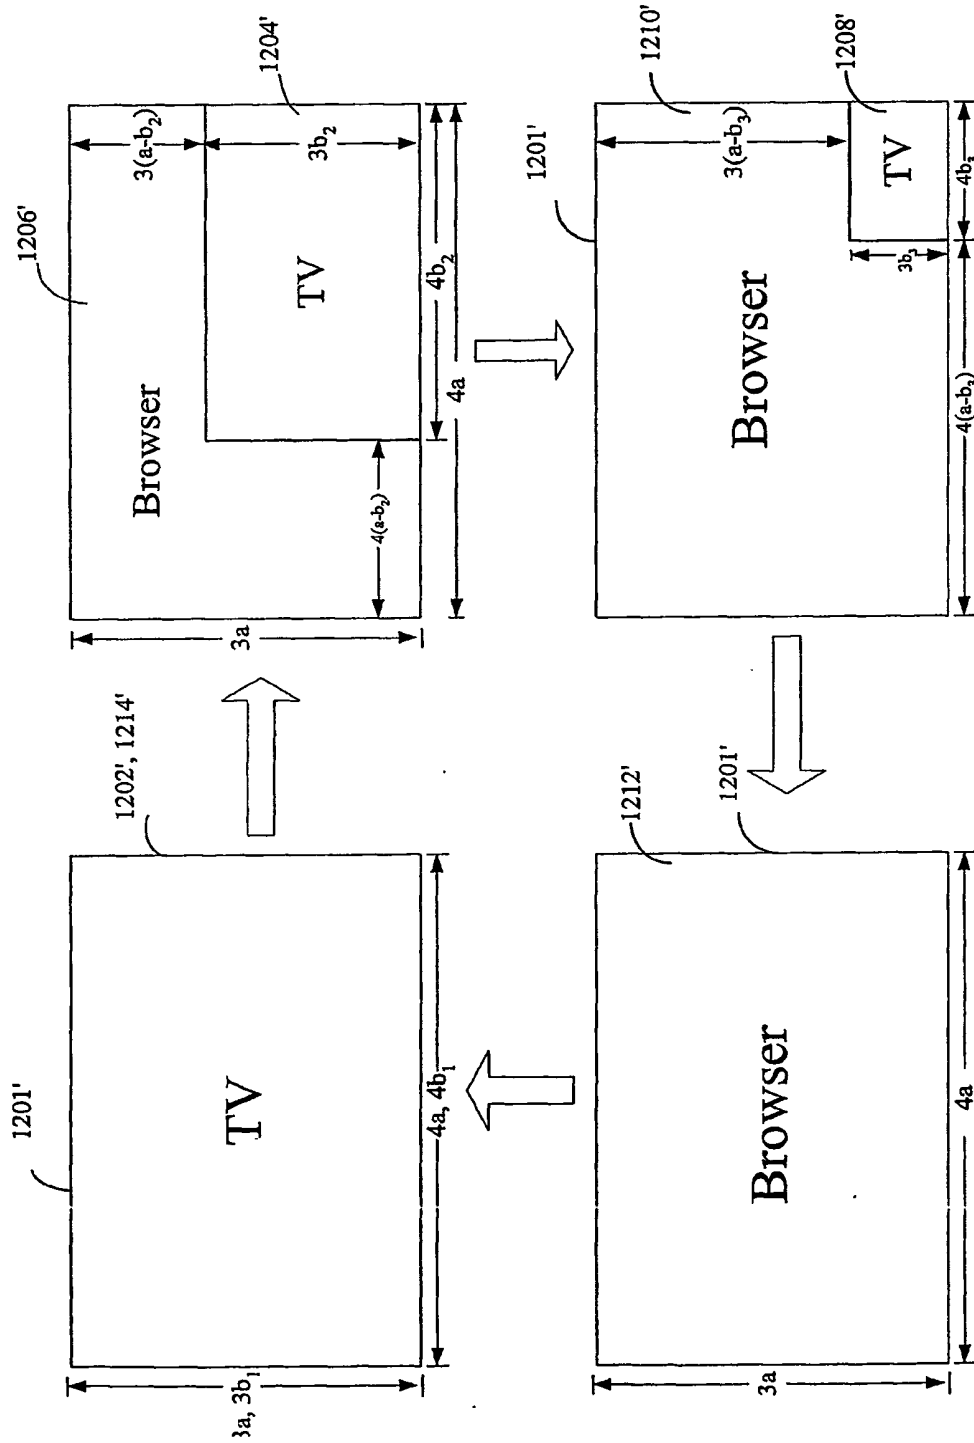 1201'
1202', 1214'
3a, 3b₁
TV
4a, 4b₁
1206'
1204'
Browser
3(a-b₂)
3a
TV
3b₂
4(a-b₂)
4b₂
4a
1212'
1201'
3a
Browser
4a
1201'
1210'
1208'
Browser
3(a-b₃)
3b₃
TV
4(a-b₃)
4b₃